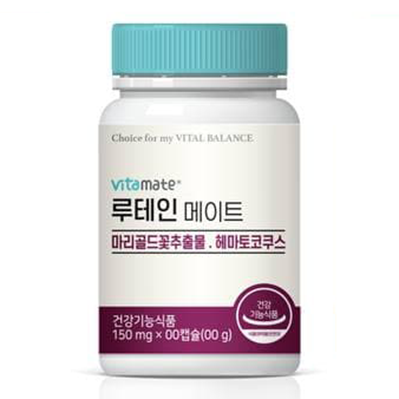 Choice for my VITAL BALANCE
vitamate®
루테인 메이트
마리골드꽃추출물 . 헤마토코쿠스
건강
기능식품
건강기능식품
150 mg × 00캡슐(00 g)